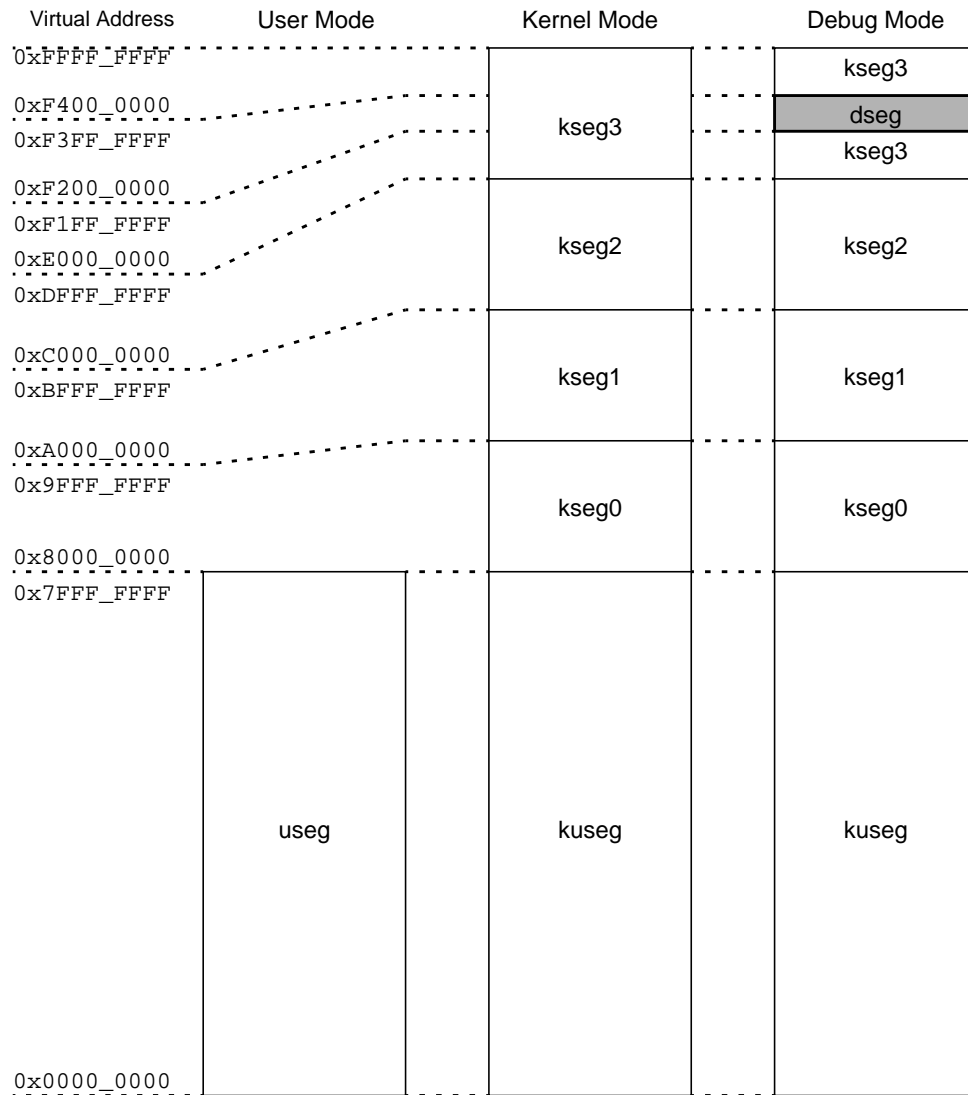 Virtual Address User Mode Kernel Mode Debug Mode
0xFFFF_FFFF
kseg3
0xF400_0000
dseg
kseg3
0xF3FF_FFFF
kseg3
0xF200_0000
0xF1FF_FFFF
kseg2 kseg2
0xE000_0000
0xDFFF_FFFF
0xC000_0000
kseg1 kseg1
0xBFFF_FFFF
0xA000_0000
0x9FFF_FFFF
kseg0 kseg0
0x8000_0000
0x7FFF_FFFF
useg kuseg kuseg
0x0000_0000